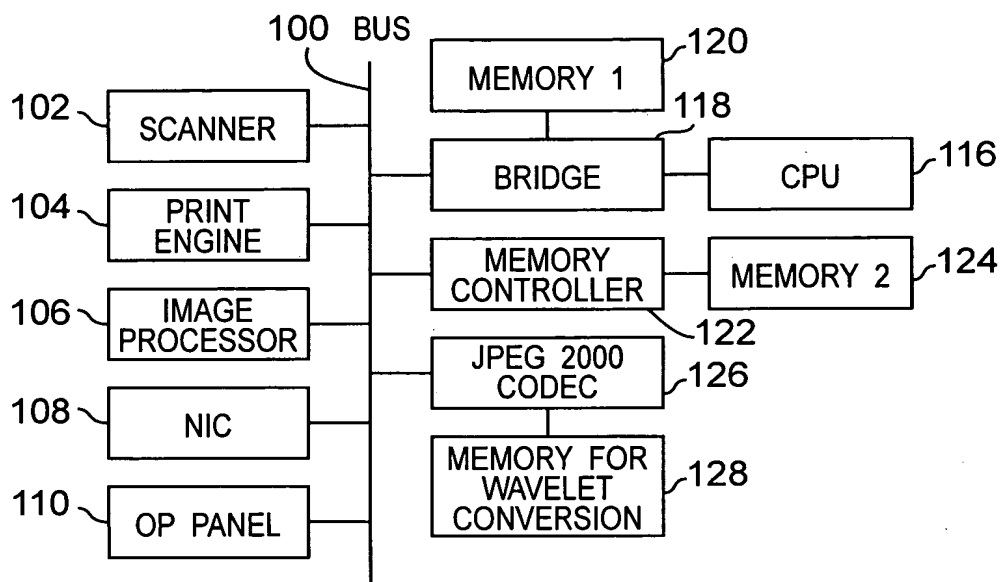 100 BUS
120
MEMORY 1
102
SCANNER
118
BRIDGE
CPU
116
104
PRINT
ENGINE
MEMORY
CONTROLLER
122
MEMORY 2
124
106
IMAGE
PROCESSOR
JPEG 2000
CODEC
126
108
NIC
MEMORY FOR
WAVELET
CONVERSION
128
110
OP PANEL